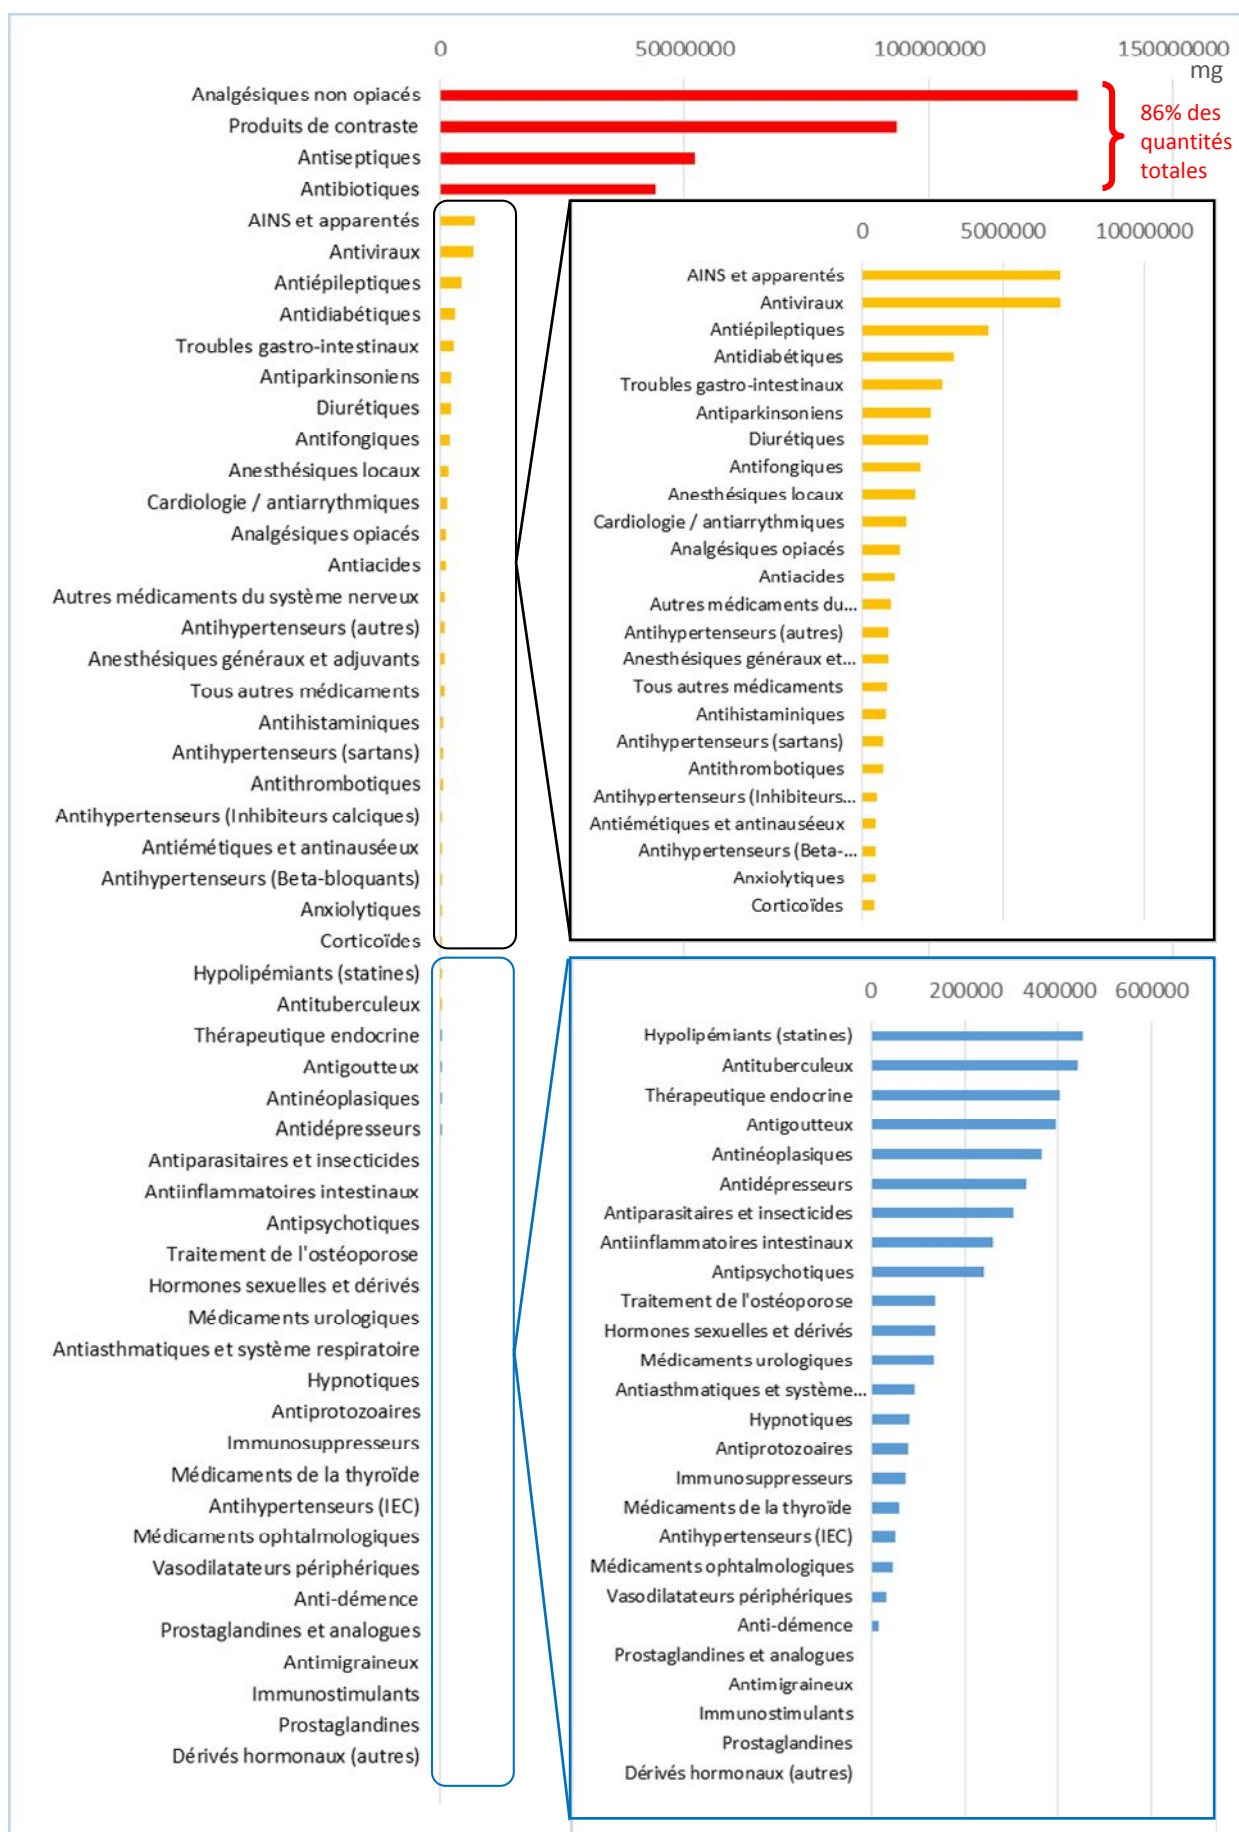 0 50000000 100000000 150000000
mg
Analgésiques non opiacés
Produits de contraste
Antiseptiques
Antibiotiques
86% des
quantités
totales
AINS et apparentés
Antiviraux
Antiépileptiques
Antidiabétiques
Troubles gastro-intestinaux
Antiparkinsoniens
Diurétiques
Antifongiques
Anesthésiques locaux
Cardiologie / antiarrythmiques
Analgésiques opiacés
Antiacides
Autres médicaments du système nerveux
Antihypertenseurs (autres)
Anesthésiques généraux et adjuvants
Tous autres médicaments
Antihistaminiques
Antihypertenseurs (sartans)
Antithrombotiques
Antihypertenseurs (Inhibiteurs calciques)
Antiémétiques et antinauséeux
Antihypertenseurs (Beta-bloquants)
Anxiolytiques
Corticoïdes
Hypolipémiants (statines)
Antituberculeux
Thérapeutique endocrine
Antigoutteux
Antinéoplasiques
Antidépresseurs
Antiparasitaires et insecticides
Antiinflammatoires intestinaux
Antipsychotiques
Traitement de l'ostéoporose
Hormones sexuelles et dérivés
Médicaments urologiques
Antiasthmatiques et système respiratoire
Hypnotiques
Antiprotozoaires
Immunosuppresseurs
Médicaments de la thyroïde
Antihypertenseurs (IEC)
Médicaments ophtalmologiques
Vasodilatateurs périphériques
Anti-démence
Prostaglandines et analogues
Antimigraineux
Immunostimulants
Prostaglandines
Dérivés hormonaux (autres)
0 5000000 10000000
AINS et apparentés
Antiviraux
Antiépileptiques
Antidiabétiques
Troubles gastro-intestinaux
Antiparkinsoniens
Diurétiques
Antifongiques
Anesthésiques locaux
Cardiologie / antiarrythmiques
Analgésiques opiacés
Antiacides
Autres médicaments du...
Antihypertenseurs (autres)
Anesthésiques généraux et...
Tous autres médicaments
Antihistaminiques
Antihypertenseurs (sartans)
Antithrombotiques
Antihypertenseurs (Inhibiteurs...
Antiémétiques et antinauséeux
Antihypertenseurs (Beta-...
Anxiolytiques
Corticoïdes
0 200000 400000 600000
Hypolipémiants (statines)
Antituberculeux
Thérapeutique endocrine
Antigoutteux
Antinéoplasiques
Antidépresseurs
Antiparasitaires et insecticides
Antiinflammatoires intestinaux
Antipsychotiques
Traitement de l'ostéoporose
Hormones sexuelles et dérivés
Médicaments urologiques
Antiasthmatiques et système...
Hypnotiques
Antiprotozoaires
Immunosuppresseurs
Médicaments de la thyroïde
Antihypertenseurs (IEC)
Médicaments ophtalmologiques
Vasodilatateurs périphériques
Anti-démence
Prostaglandines et analogues
Antimigraineux
Immunostimulants
Prostaglandines
Dérivés hormonaux (autres)